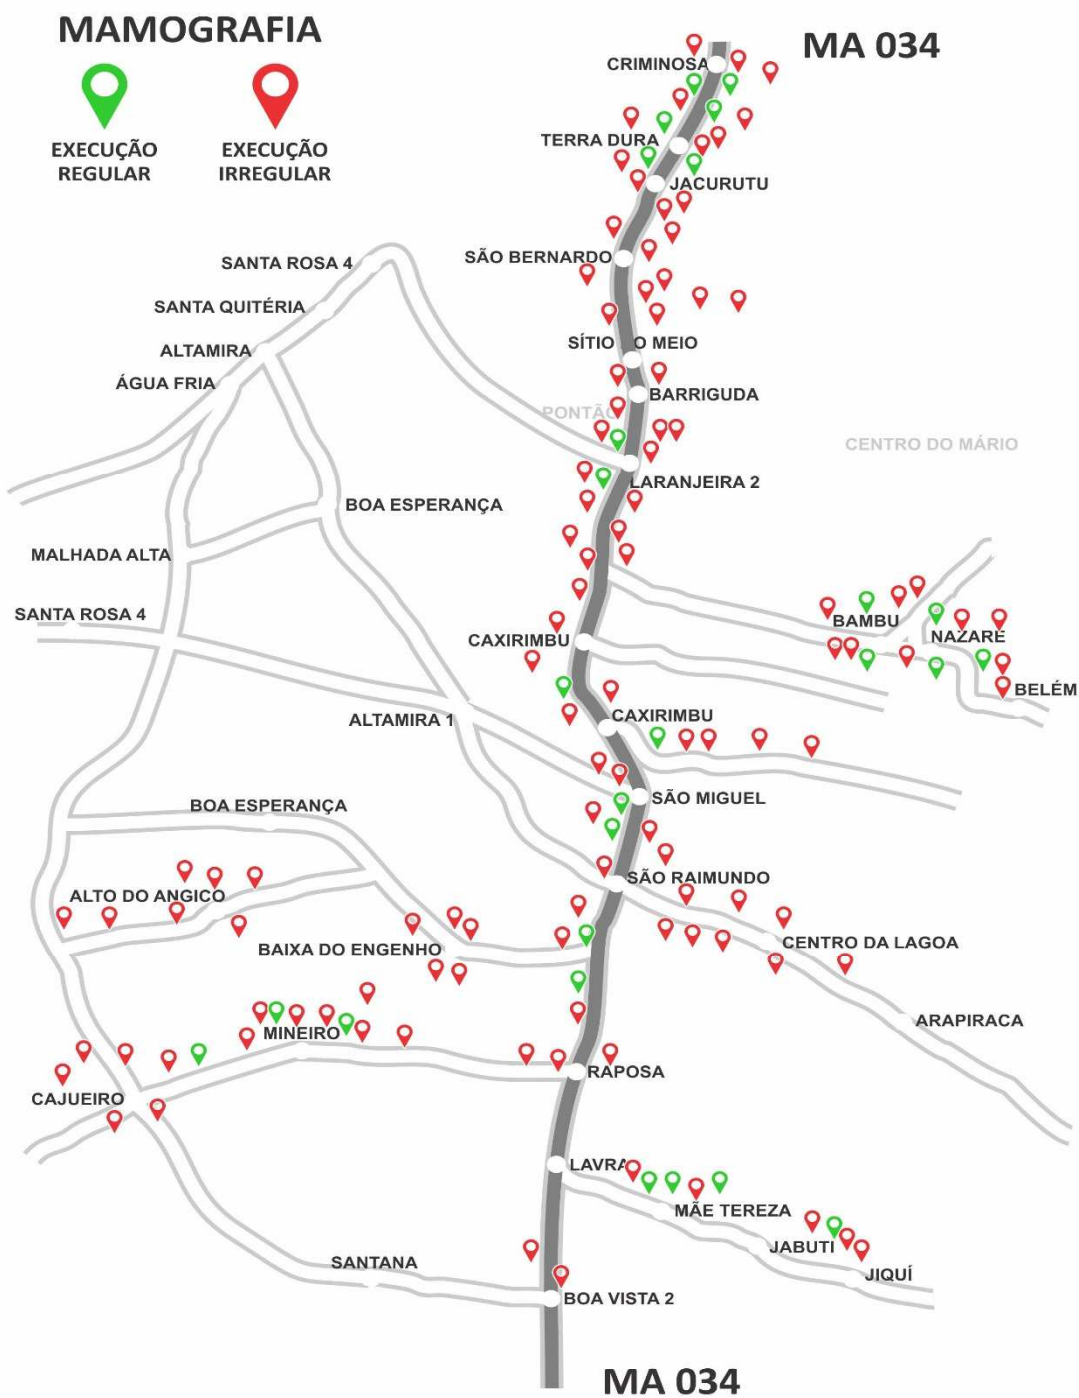 MAMOGRAFIA
MA 034
EXECUÇÃO
REGULAR
EXECUÇÃO
IRREGULAR
CRIMINOSA
TERRA DURA
JACURUTU
SÃO BERNARDO
SANTA ROSA 4
SANTA QUITÉRIA
SÍTIO O MEIO
ALTAMIRA
ÁGUA FRIA
BARRIGUDA
PONTÃO
CENTRO DO MÁRIO
LARANJEIRA 2
BOA ESPERANÇA
MALHADA ALTA
SANTA ROSA 4
BAMBU
NAZARÉ
CAXIRIMBU
BELÉM
CAXIRIMBU
ALTAMIRA 1
SÃO MIGUEL
BOA ESPERANÇA
SÃO RAIMUNDO
ALTO DO ANGICO
CENTRO DA LAGOA
BAIXA DO ENGENHO
ARAPIRACA
MINEIRO
RAPOSA
CAJUEIRO
LAVRA
MÃE TEREZA
JABUTI
SANTANA
JIQUÍ
BOA VISTA 2
MA 034